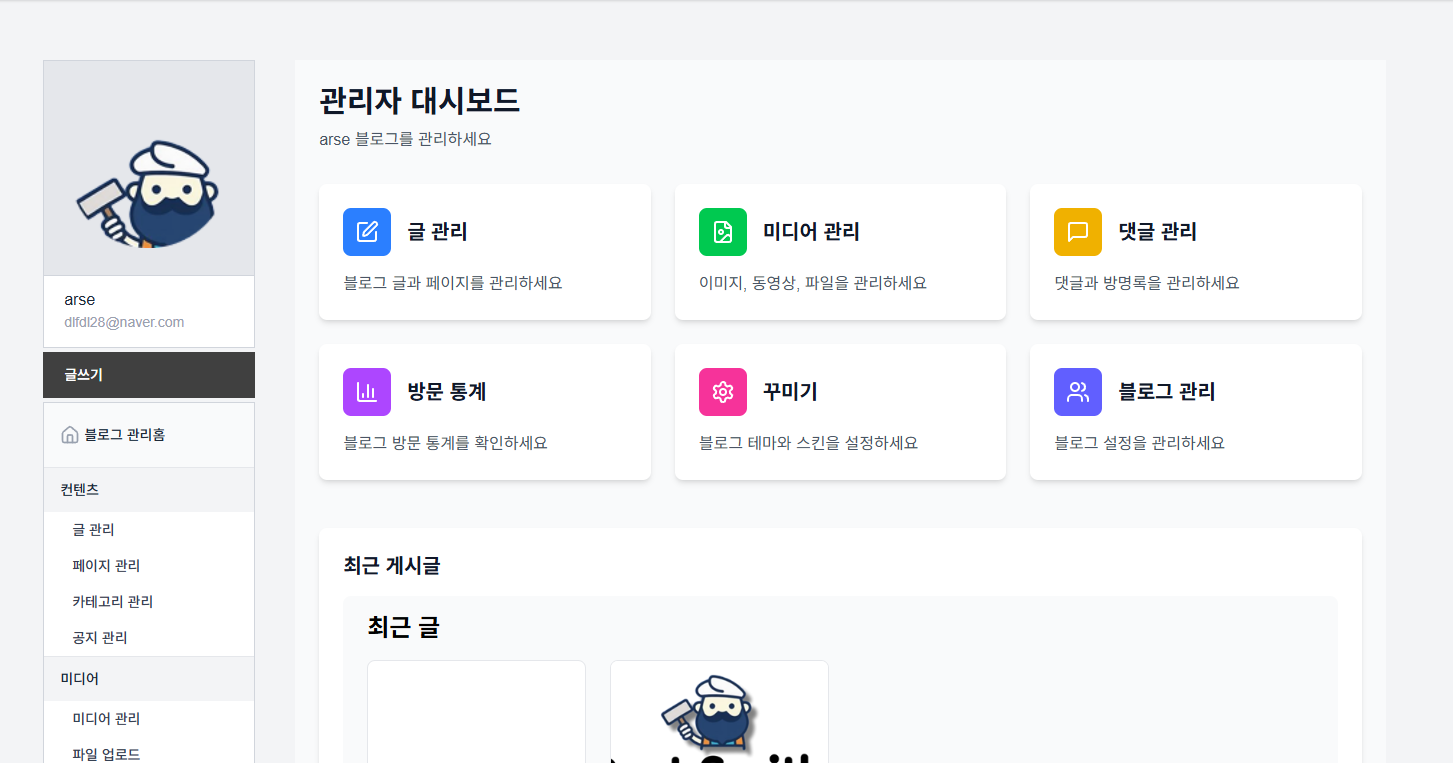 arse
dlfdl28@naver.com
글쓰기
블로그 관리홈
컨텐츠
글 관리
페이지 관리
카테고리 관리
공지 관리
미디어
미디어 관리
파일 업로드
관리자 대시보드
arse 블로그를 관리하세요
글 관리
블로그 글과 페이지를 관리하세요
미디어 관리
이미지, 동영상, 파일을 관리하세요
댓글 관리
댓글과 방명록을 관리하세요
방문 통계
블로그 방문 통계를 확인하세요
꾸미기
블로그 테마와 스킨을 설정하세요
블로그 관리
블로그 설정을 관리하세요
최근 게시글
최근 글